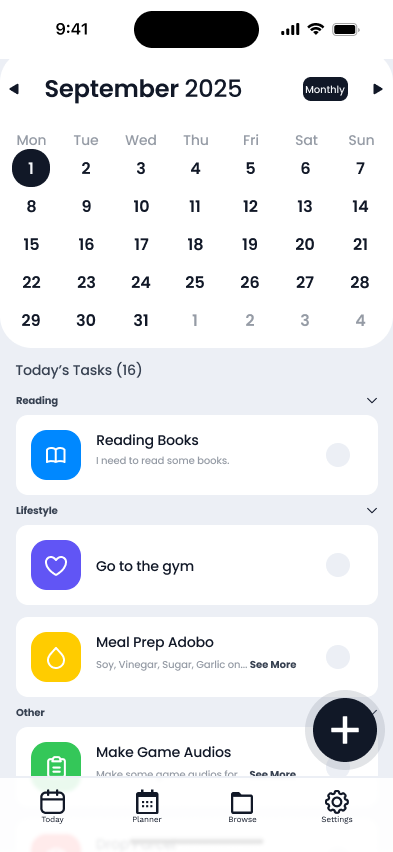 9:41
September 2025
Monthly
Mon Tue Wed Thu Fri Sat Sun
1 2 3 4 5 6 7
8 9 10 11 12 13 14
15 16 17 18 19 20 21
22 23 24 25 26 27 28
29 30 31 1 2 3 4
Today's Tasks (16)
Reading
Reading Books
I need to read some books.
Lifestyle
Go to the gym
Meal Prep Adobo
Soy, Vinegar, Sugar, Garlic on... See More
Other
Make Game Audios
Make some game audios for... See More
Today Planner Browse Settings